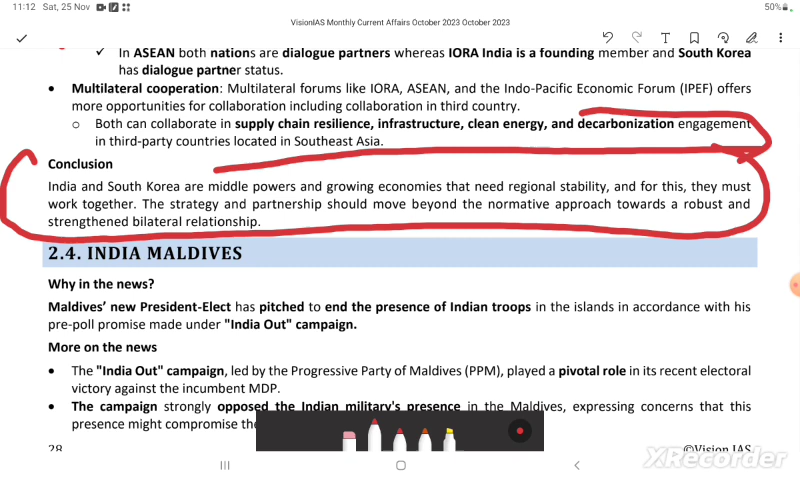 11:12 Sat, 25 Nov
50%
VisionIAS Monthly Current Affairs October 2023 October 2023
✓ In ASEAN both nations are dialogue partners whereas IORA India is a founding member and South Korea
has dialogue partner status.
• Multilateral cooperation: Multilateral forums like IORA, ASEAN, and the Indo-Pacific Economic Forum (IPEF) offers
more opportunities for collaboration including collaboration in third country.
o Both can collaborate in supply chain resilience, infrastructure, clean energy, and decarbonization engagement
in third-party countries located in Southeast Asia.
Conclusion
India and South Korea are middle powers and growing economies that need regional stability, and for this, they must
work together. The strategy and partnership should move beyond the normative approach towards a robust and
strengthened bilateral relationship.
2.4. INDIA MALDIVES
Why in the news?
Maldives' new President-Elect has pitched to end the presence of Indian troops in the islands in accordance with his
pre-poll promise made under "India Out" campaign.
More on the news
• The "India Out" campaign, led by the Progressive Party of Maldives (PPM), played a pivotal role in its recent electoral
victory against the incumbent MDP.
• The campaign strongly opposed the Indian military's presence in the Maldives, expressing concerns that this
presence might compromise the
28
©Vision IAS
XRecorder